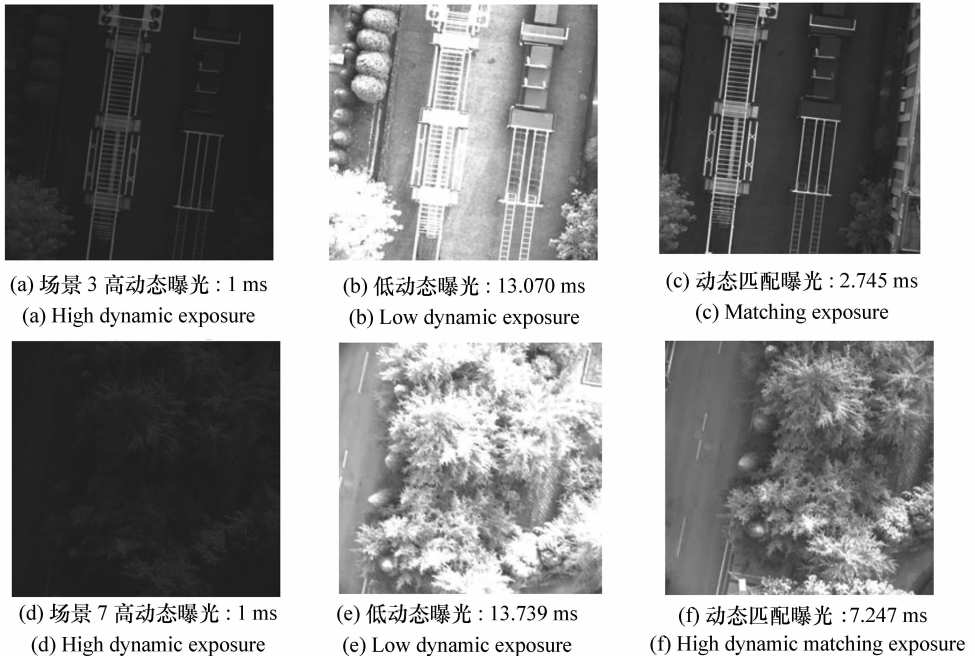 (a) 场景 3 高动态曝光 : 1 ms
(a) High dynamic exposure
(b) 低动态曝光 : 13.070 ms
(b) Low dynamic exposure
(c) 动态匹配曝光 : 2.745 ms
(c) Matching exposure
(d) 场景 7 高动态曝光 : 1 ms
(d) High dynamic exposure
(e) 低动态曝光 : 13.739 ms
(e) Low dynamic exposure
(f) 动态匹配曝光 :7.247 ms
(f) High dynamic matching exposure